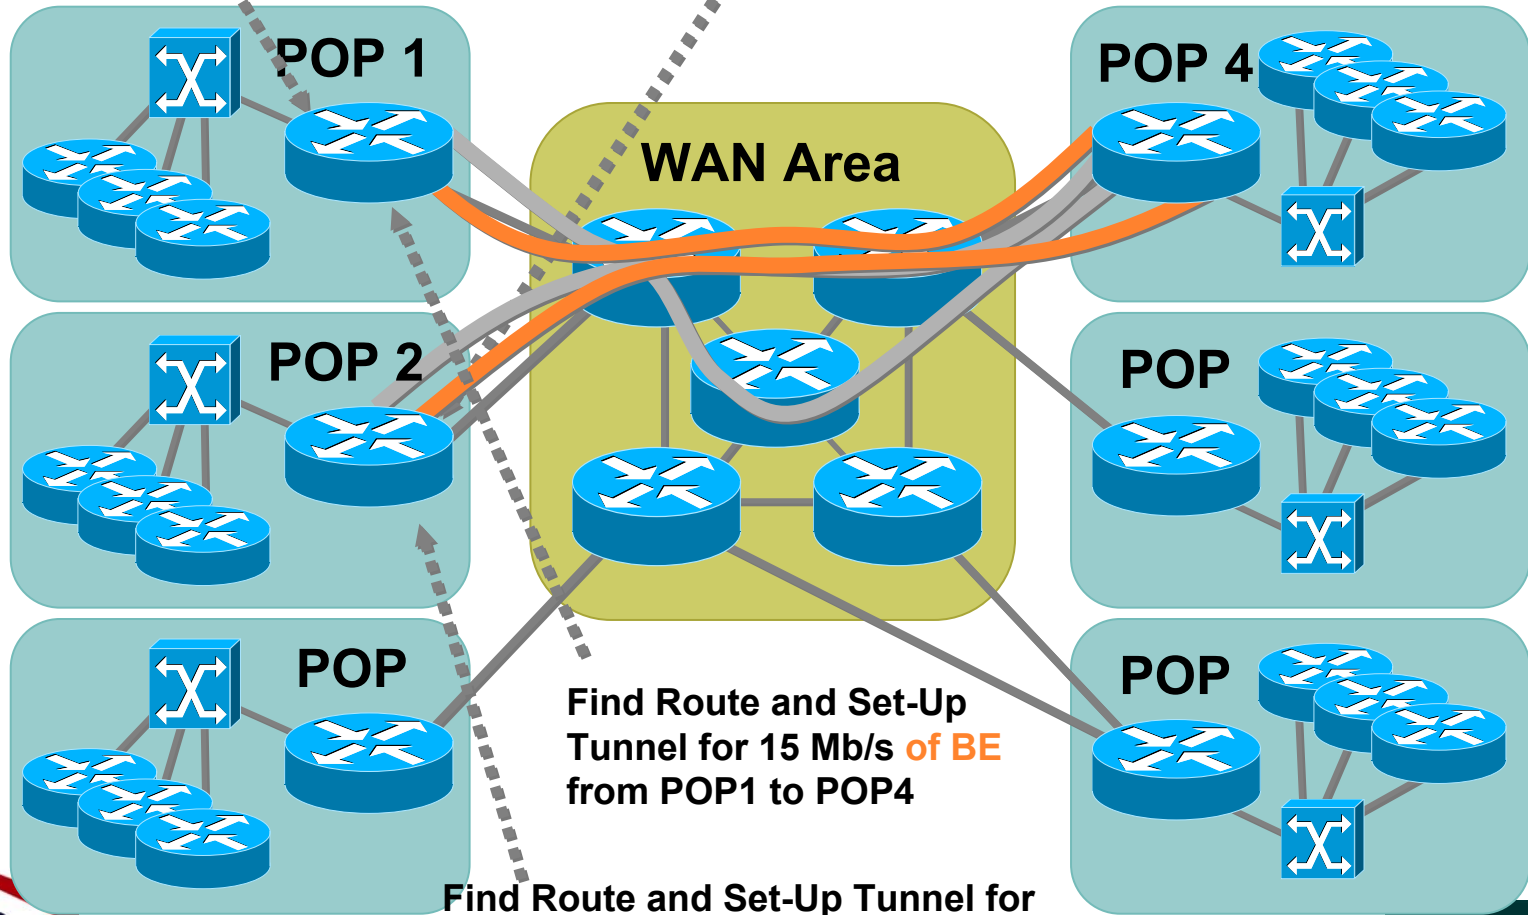 POP 1
POP 4
WAN Area
POP 2
POP
POP
POP
Find Route and Set-Up
Tunnel for 15 Mb/s of BE
from POP1 to POP4
Find Route and Set-Up Tunnel for